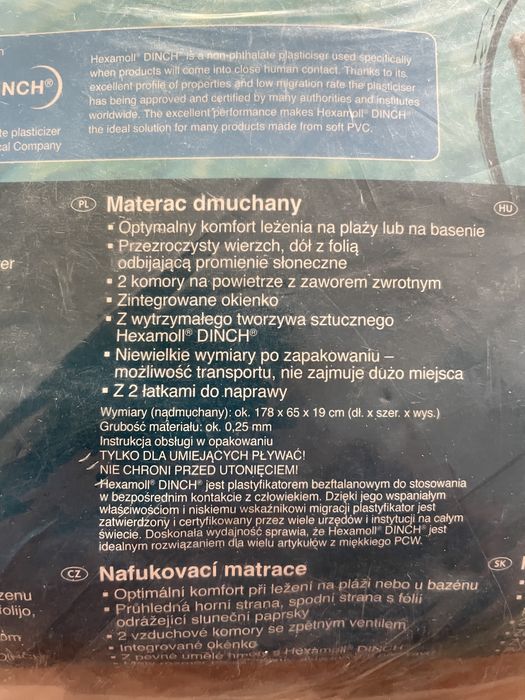 Hexamoll® DINCH® is a non-phthalate plasticiser used specifically
when products will come into close human contact. Thanks to its
excellent profile of properties and low migration rate the plasticiser
has being approved and certified by many authorities and institutes
worldwide. The excellent performance makes Hexamoll® DINCH®
the ideal solution for many products made from soft PVC.
NCH®
te plasticizer
cal Company
PL Materac dmuchany
▪ Optymalny komfort leżenia na plaży lub na basenie
▪ Przezroczysty wierzch, dół z folią
odbijającą promienie słoneczne
▪ 2 komory na powietrze z zaworem zwrotnym
▪ Zintegrowane okienko
▪ Z wytrzymałego tworzywa sztucznego
Hexamoll® DINCH®
▪ Niewielkie wymiary po zapakowaniu –
możliwość transportu, nie zajmuje dużo miejsca
▪ Z 2 łatkami do naprawy
Wymiary (nadmuchany): ok. 178 x 65 x 19 cm (dł. x szer. x wys.)
Grubość materiału: ok. 0,25 mm
Instrukcja obsługi w opakowaniu
TYLKO DLA UMIEJĄCYCH PŁYWAĆ!
NIE CHRONI PRZED UTONIĘCIEM!
Hexamoll® DINCH® jest plastyfikatorem bezftalanowym do stosowania
w bezpośrednim kontakcie z człowiekiem. Dzięki jego wspaniałym
właściwościom i niskiemu wskaźnikowi migracji plastyfikator jest
zatwierdzony i certyfikowany przez wiele urzędów i instytucji na całym
świecie. Doskonała wydajność sprawia, że Hexamoll® DINCH® jest
idealnym rozwiązaniem dla wielu artykułów z miękkiego PCW.
CZ Nafukovací matrace
▪ Optimální komfort při ležení na pláži nebo u bazénu
▪ Průhledná horní strana, spodní strana s fólií
odrážející sluneční paprsky
▪ 2 vzduchové komory se zpětným ventilem
▪ Integrované okénko
▪ Z pevné umělé hmoty Hexamoll® DINCH®
HU
SK